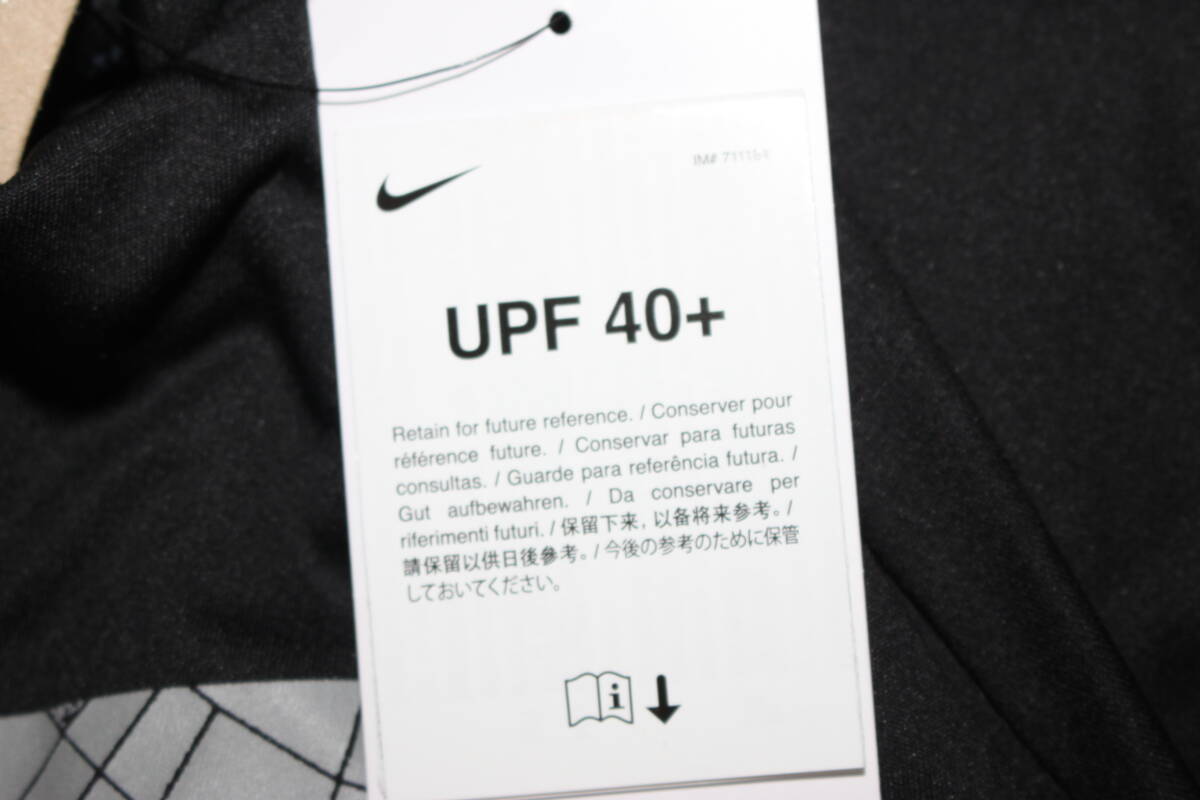 IM# 711164
UPF 40+
Retain for future reference. / Conserver pour
référence future. / Conservar para futuras
consultas. / Guarde para referência futura. /
Gut aufbewahren. / Da conservare per
riferimenti futuri. / 保留下来，以备将来参考。/
請保留以供日後參考。/ 今後の参考のために保管
しておいてください。
i